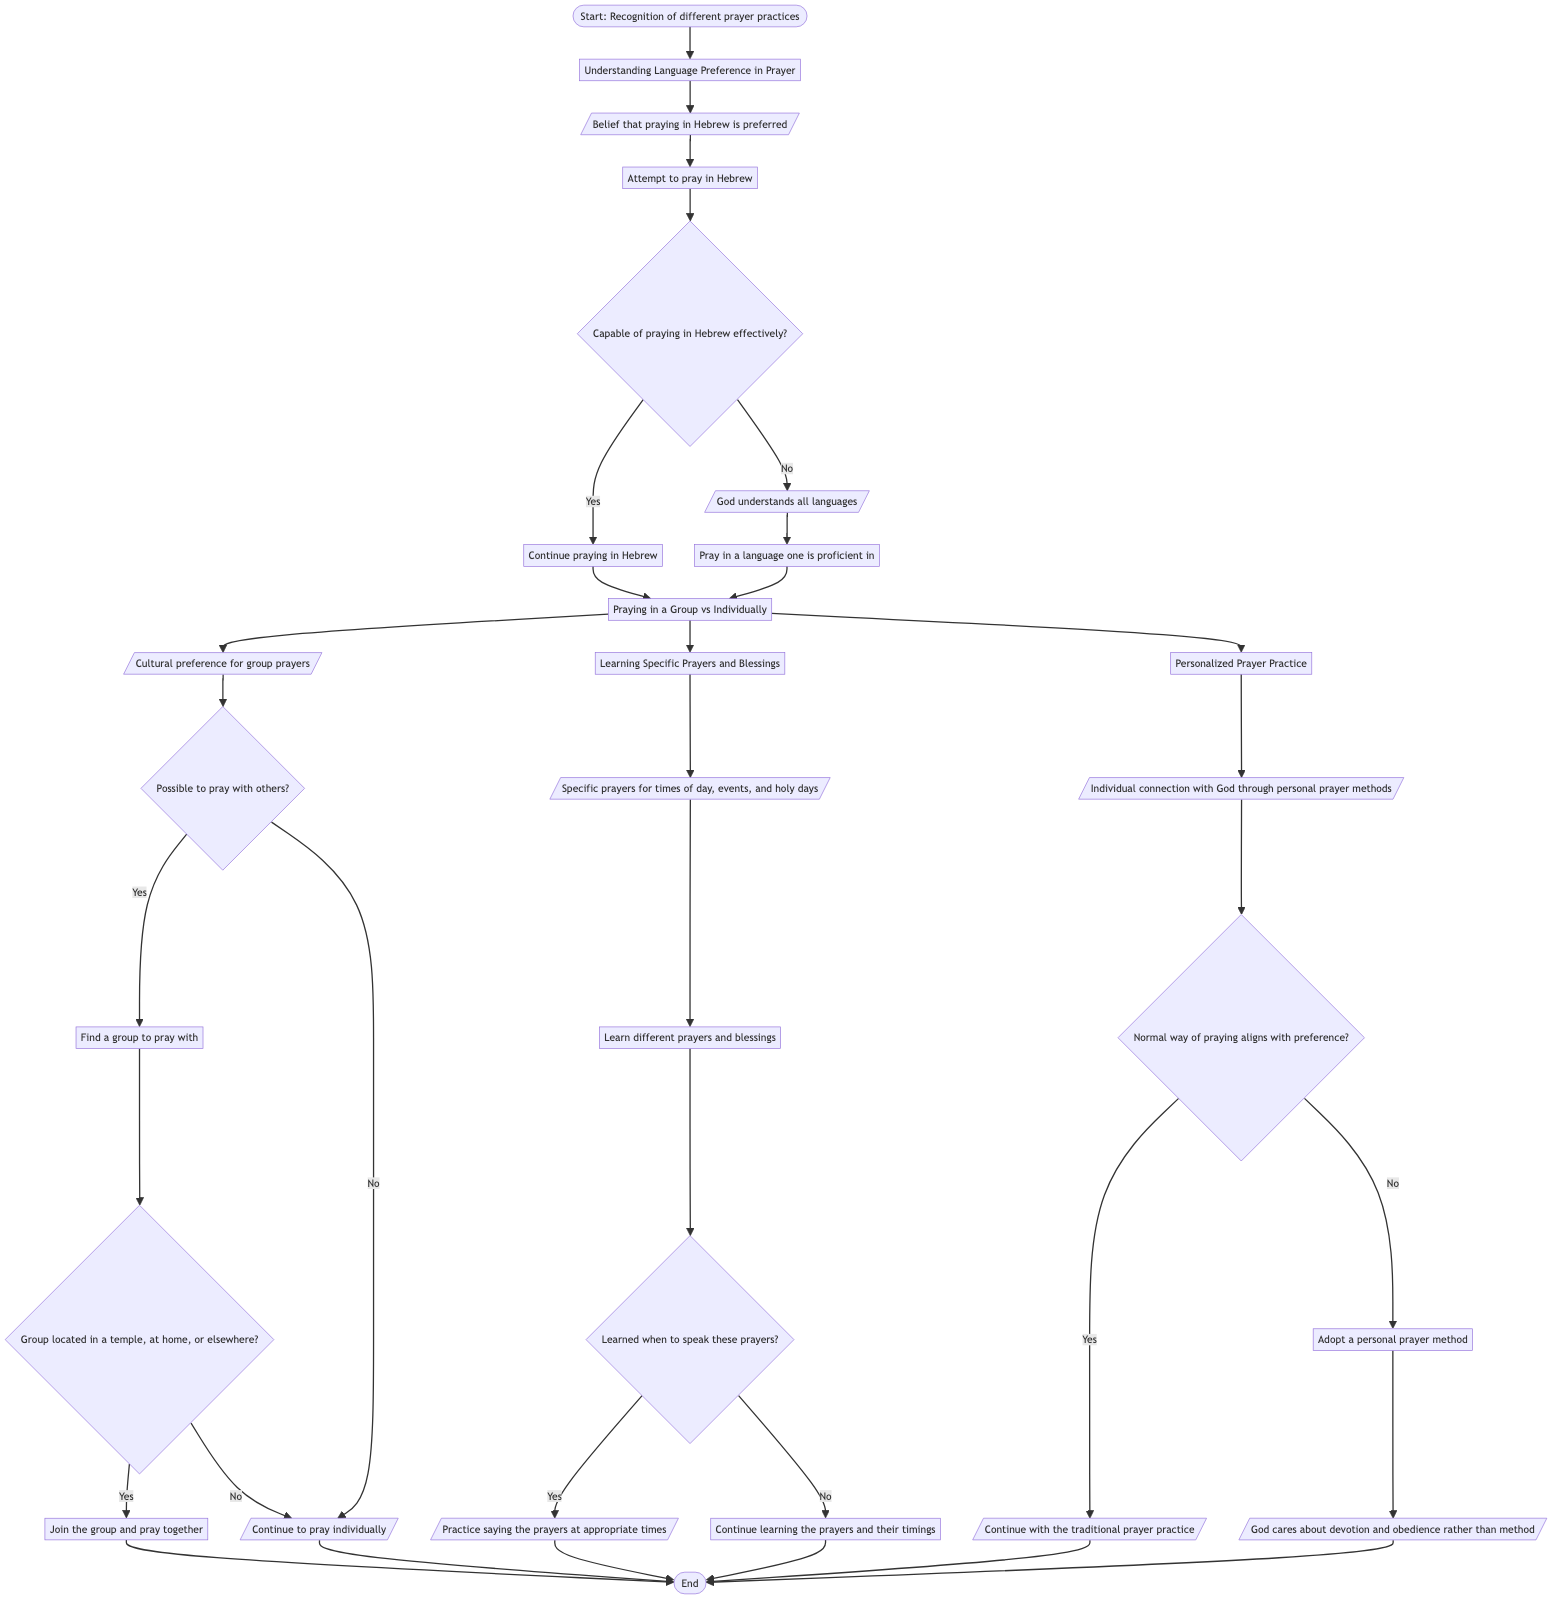 Start: Recognition of different prayer practices
Understanding Language Preference in Prayer
Belief that praying in Hebrew is preferred
Attempt to pray in Hebrew
Capable of praying in Hebrew effectively?
No
Yes
God understands all languages
Continue praying in Hebrew
Pray in a language one is proficient in
Praying in a Group vs Individually
Cultural preference for group prayers
Learning Specific Prayers and Blessings
Personalized Prayer Practice
Possible to pray with others?
Specific prayers for times of day, events, and holy days
Individual connection with God through personal prayer methods
Yes
Find a group to pray with
Learn different prayers and blessings
Normal way of praying aligns with preference?
No
No
Group located in a temple, at home, or elsewhere?
Learned when to speak these prayers?
Yes
Adopt a personal prayer method
Yes
No
Yes
No
Join the group and pray together
Continue to pray individually
Practice saying the prayers at appropriate times
Continue learning the prayers and their timings
Continue with the traditional prayer practice
God cares about devotion and obedience rather than method
End